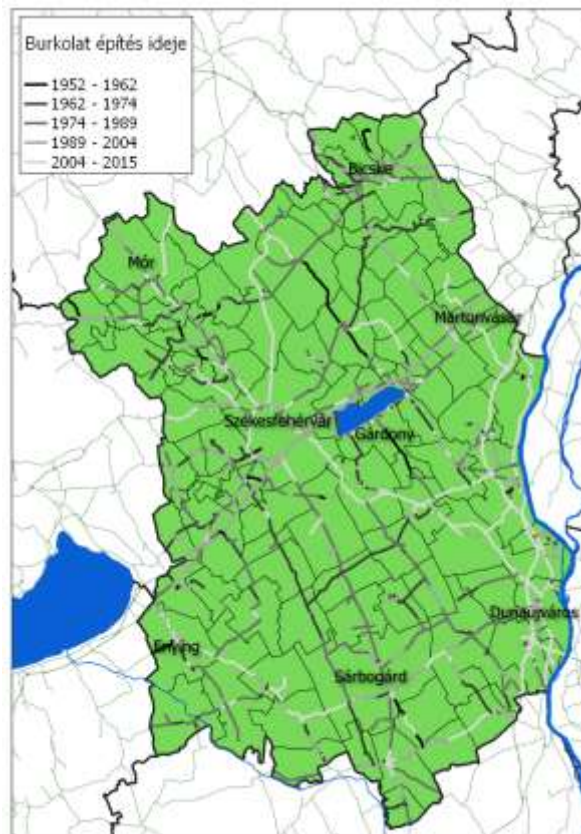 Burkolat építés ideje
1952 - 1962
1962 - 1974
1974 - 1989
1989 - 2004
2004 - 2015
Bicske
Mór
Martonvásár
Székesfehérvár
Gárdony
Dunaújváros
Enying
Sárbogárd